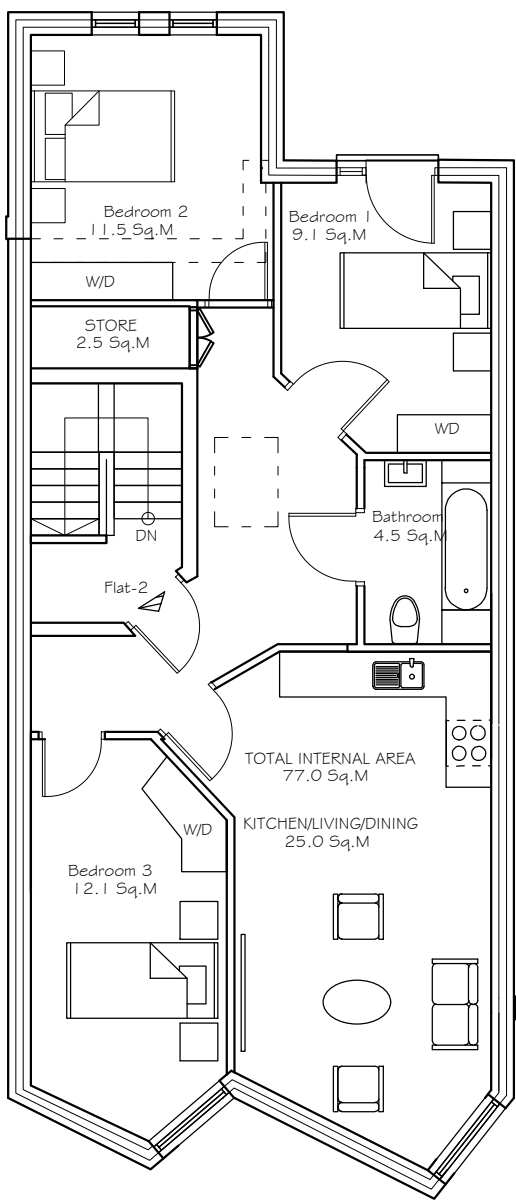 Bedroom 2
11.5 Sq.M
Bedroom 1
9.1 Sq.M
W/D
STORE
2.5 Sq.M
WD
Bathroom
4.5 Sq.M
DN
Flat-2
TOTAL INTERNAL AREA
77.0 Sq.M
KITCHEN/LIVING/DINING
25.0 Sq.M
W/D
Bedroom 3
12.1 Sq.M